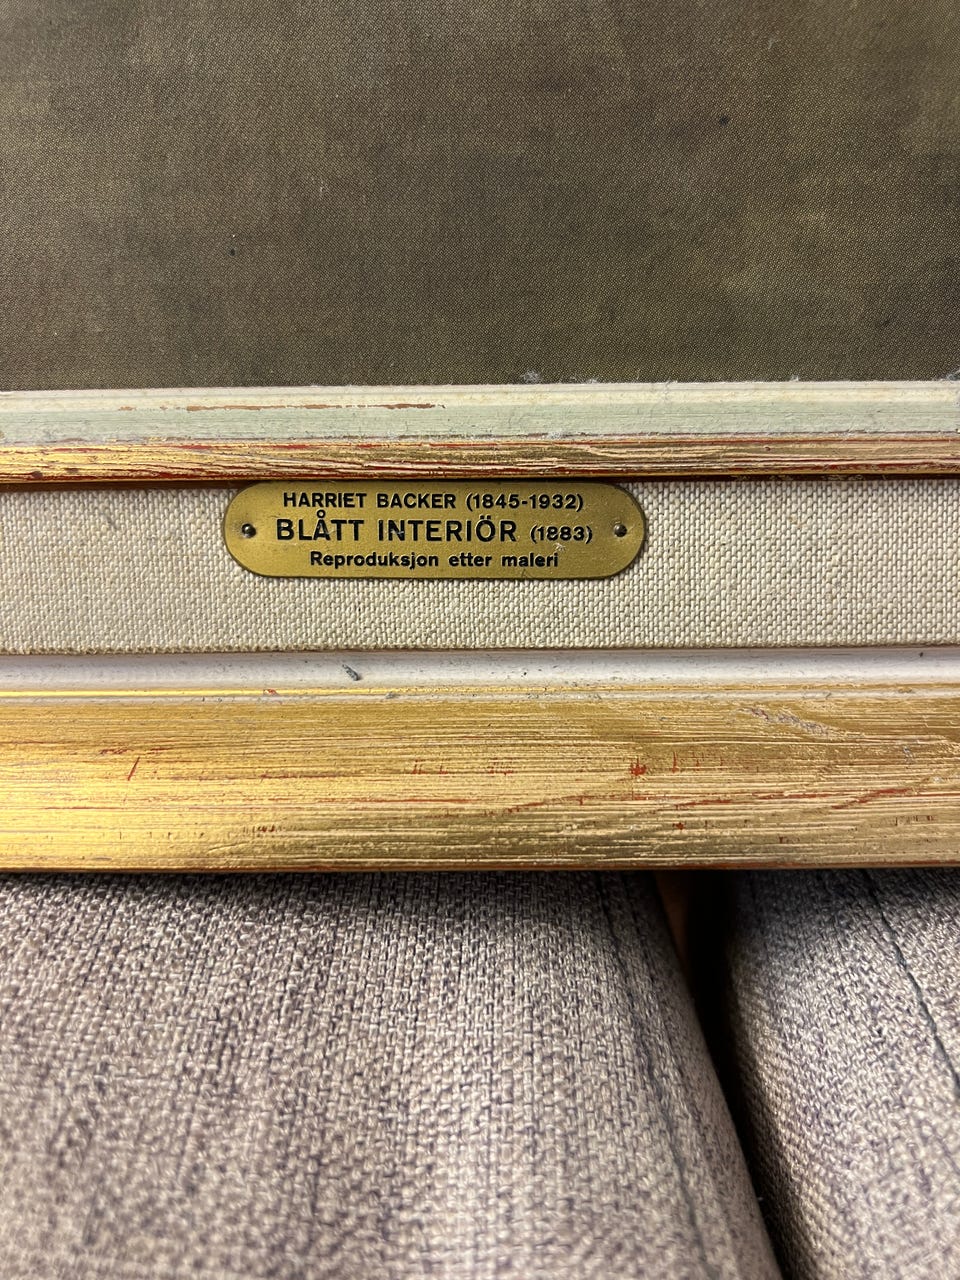 HARRIET BACKER (1845-1932)
BLÅTT INTERIÖR (1883)
Reproduksjon etter maleri